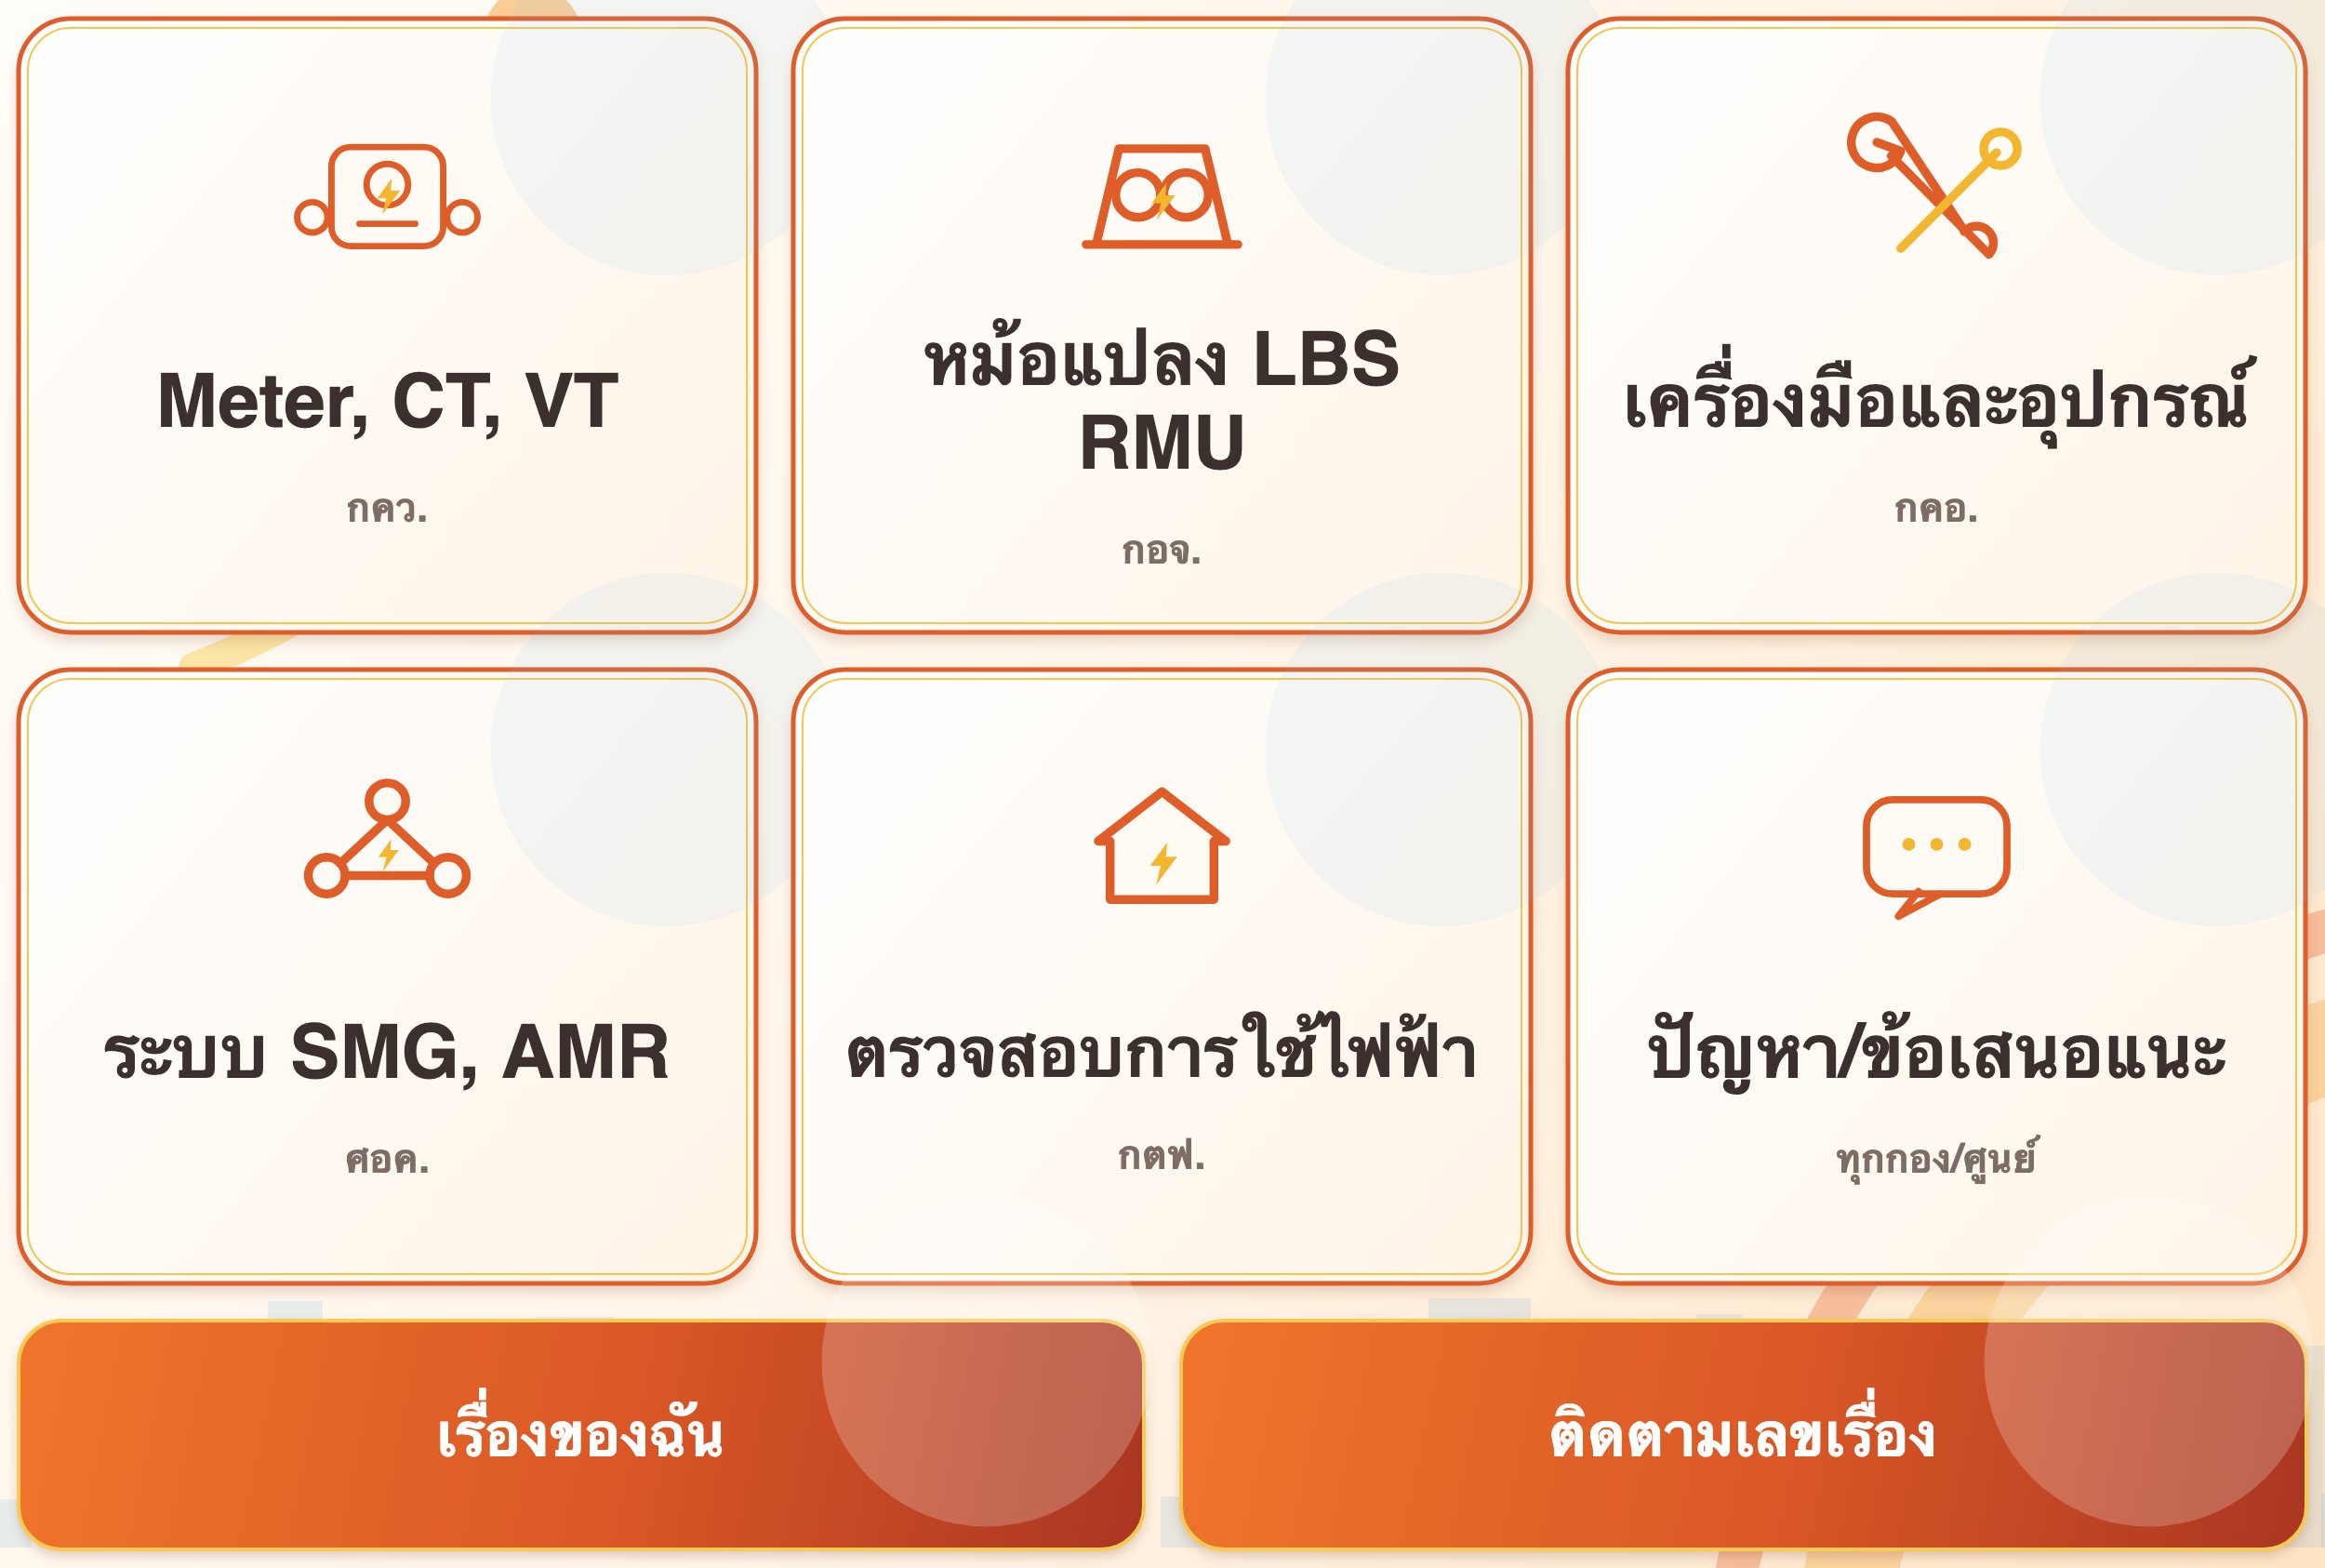 Meter, CT, VT
กคว.
หม้อแปลง LBS
RMU
กอจ.
เครื่องมือและอุปกรณ์
กคอ.
ระบบ SMG, AMR
ศอค.
ตรวจสอบการใช้ไฟฟ้า
กตฟ.
ปัญหา/ข้อเสนอแนะ
ทุกกอง/ศูนย์
เรื่องของฉัน
ติดตามเลขเรื่อง